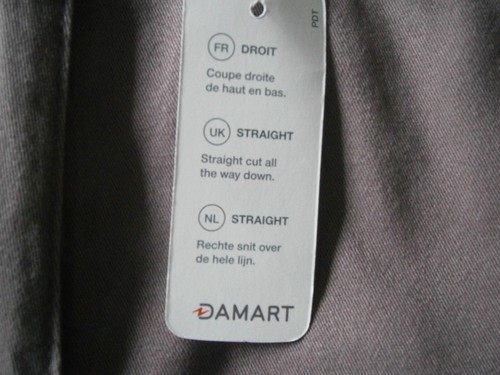 PDT
FR DROIT
Coupe droite
de haut en bas.
UK STRAIGHT
Straight cut all
the way down.
NL STRAIGHT
Rechte snit over
de hele lijn.
DAMART